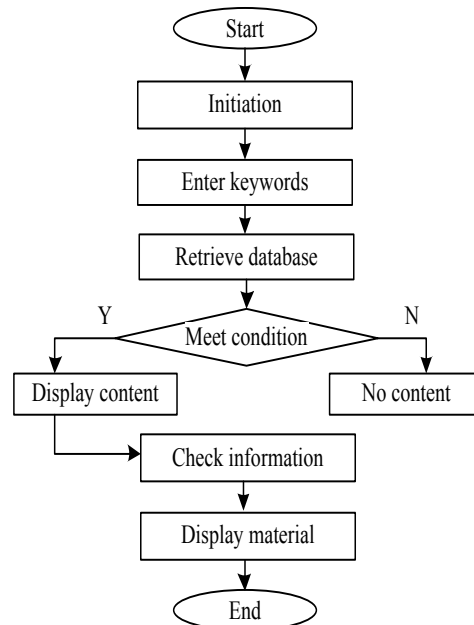 Start
Initiation
Enter keywords
Retrieve database
Y
N
Meet condition
Display content
No content
Check information
Display material
End